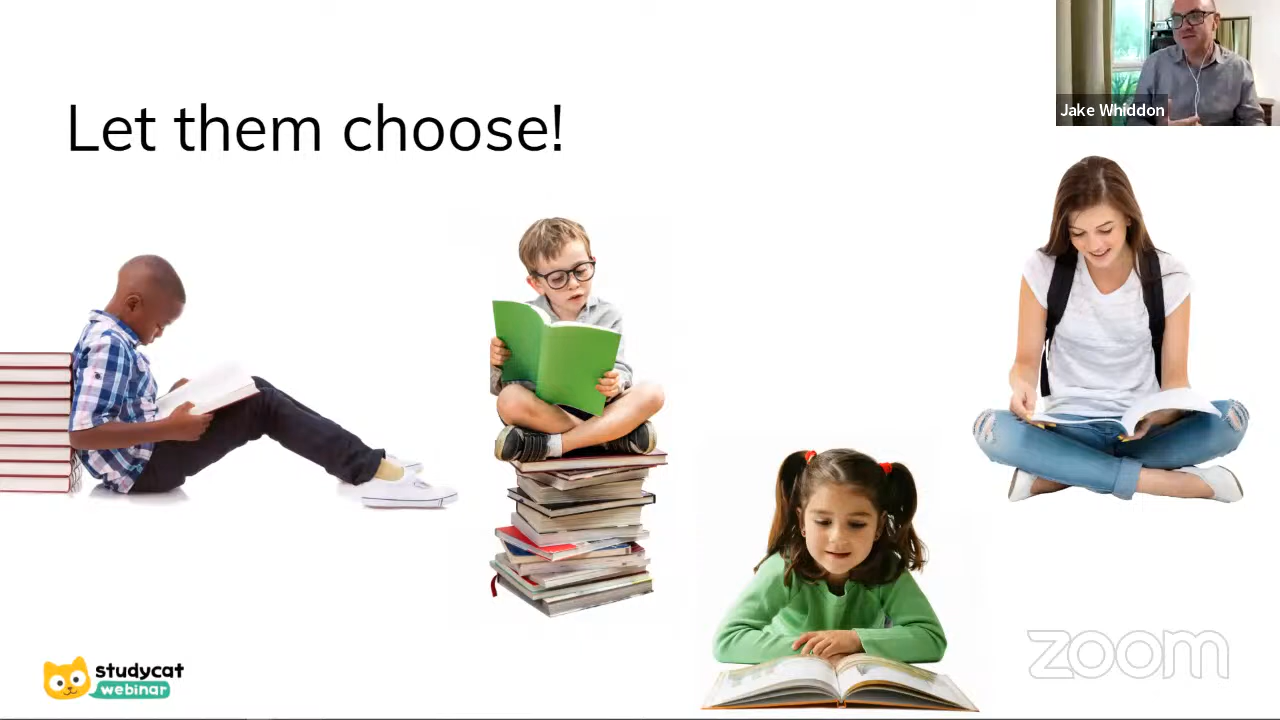 Let them choose!
Jake Whiddon
studycat
webinar
zoom